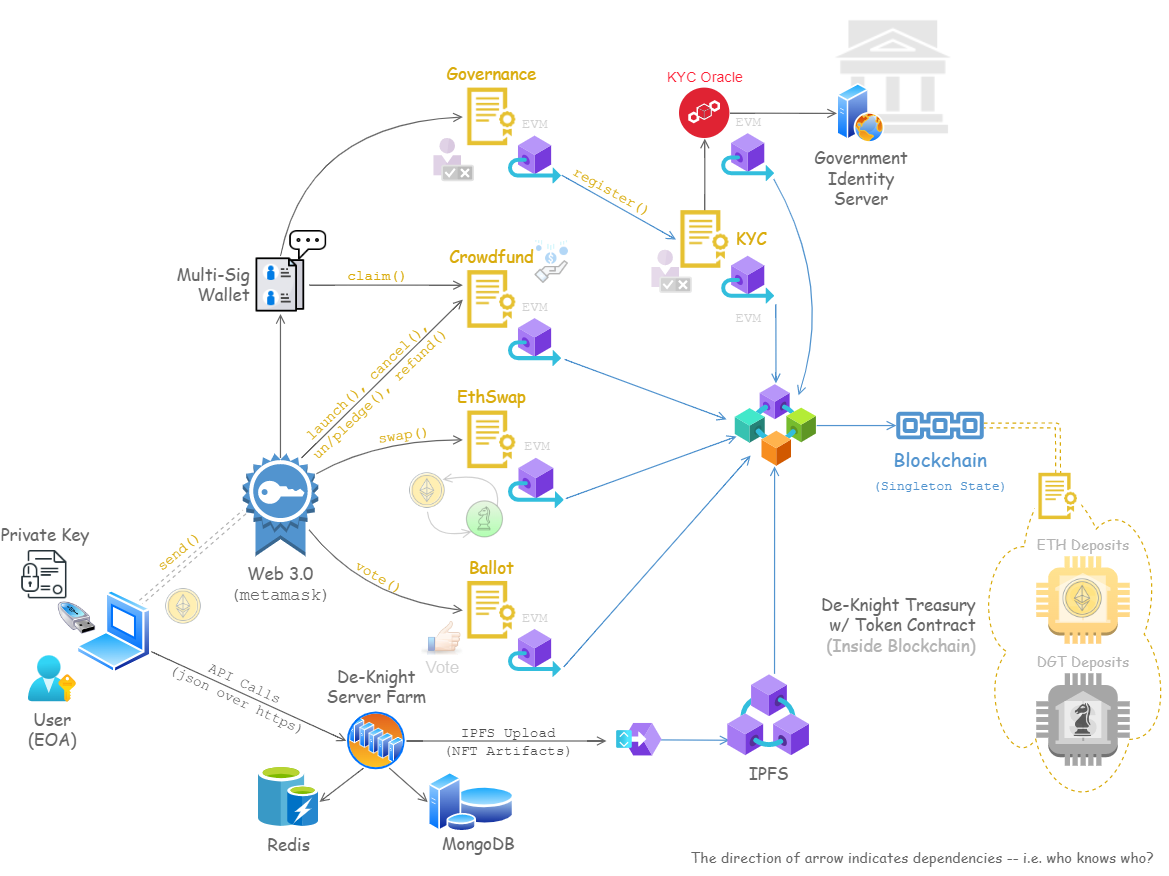 Governance
EVM
KYC Oracle
EVM
Government
Identity
Server
register()
KYC
EVM
Multi-Sig
Wallet
claim()
Crowdfund
EVM
launch(), cancel(),
un/pledge(), refund()
EthSwap
swap()
EVM
Blockchain
(Singleton State)
Private Key
send()
Web 3.0
(metamask)
vote()
Ballot
EVM
Vote
User
(EOA)
API Calls
(json over https)
De-Knight
Server Farm
IPFS Upload
(NFT Artifacts)
IPFS
Redis
MongoDB
De-Knight Treasury
w/ Token Contract
(Inside Blockchain)
ETH Deposits
DGT Deposits
The direction of arrow indicates dependencies -- i.e. who knows who?